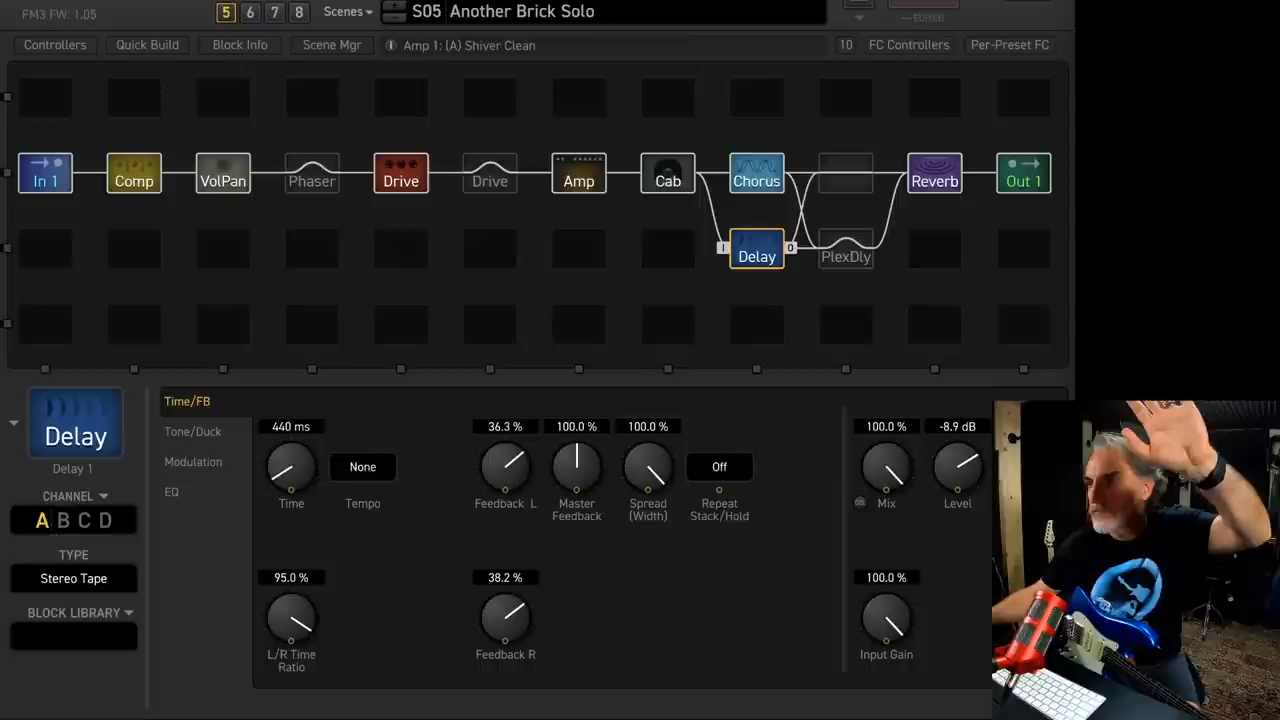 FM3 FW: 1.05
5 6 7 8 Scenes S05 Another Brick Solo
EDITED
Controllers Quick Build Block Info Scene Mgr Amp 1: (A) Shiver Clean 10 FC Controllers Per-Preset FC
In 1 Comp VolPan Phaser Drive Drive Amp Cab Chorus Reverb Out 1
I Delay O PlexDly
Delay
Delay 1
CHANNEL
A B C D
TYPE
Stereo Tape
BLOCK LIBRARY
Time/FB
Tone/Duck
Modulation
EQ
440 ms 36.3 % 100.0 % 100.0 % 100.0 % -8.9 dB
None Off
Time Tempo Feedback L Master Feedback Spread (Width) Repeat Stack/Hold Mix Level
95.0 % 38.2 % 100.0 %
L/R Time Ratio Feedback R Input Gain